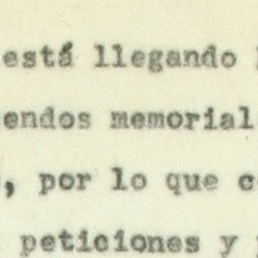 está llegando
endos memorial
, por lo que c
peticiones y